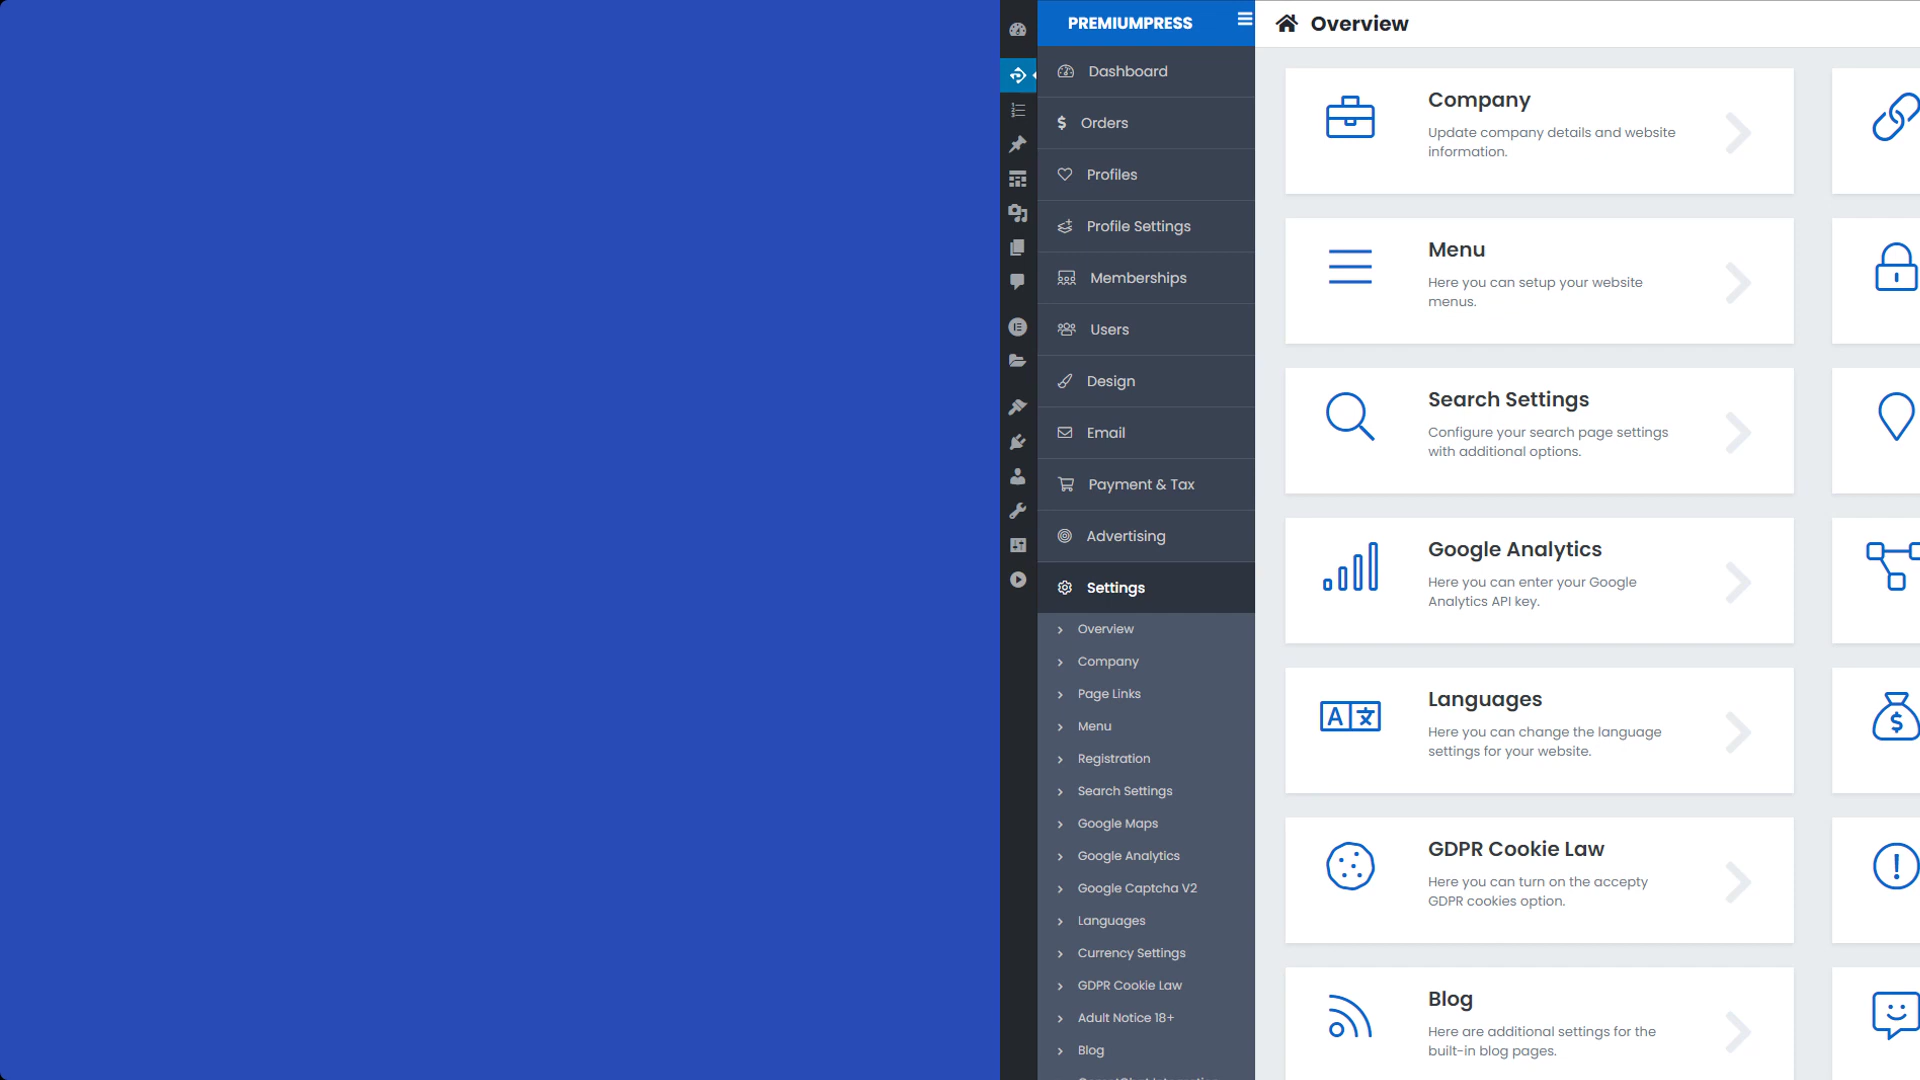 PREMIUMPRESS
Dashboard
Orders
Profiles
Profile Settings
Memberships
Users
Design
Email
Payment & Tax
Advertising
Settings
Overview
Company
Page Links
Menu
Registration
Search Settings
Google Maps
Google Analytics
Google Captcha V2
Languages
Currency Settings
GDPR Cookie Law
Adult Notice 18+
Blog
Overview
Company
Update company details and website
information.
Menu
Here you can setup your website
menus.
Search Settings
Configure your search page settings
with additional options.
Google Analytics
Here you can enter your Google
Analytics API key.
Languages
Here you can change the language
settings for your website.
GDPR Cookie Law
Here you can turn on the accepty
GDPR cookies option.
Blog
Here are additional settings for the
built-in blog pages.